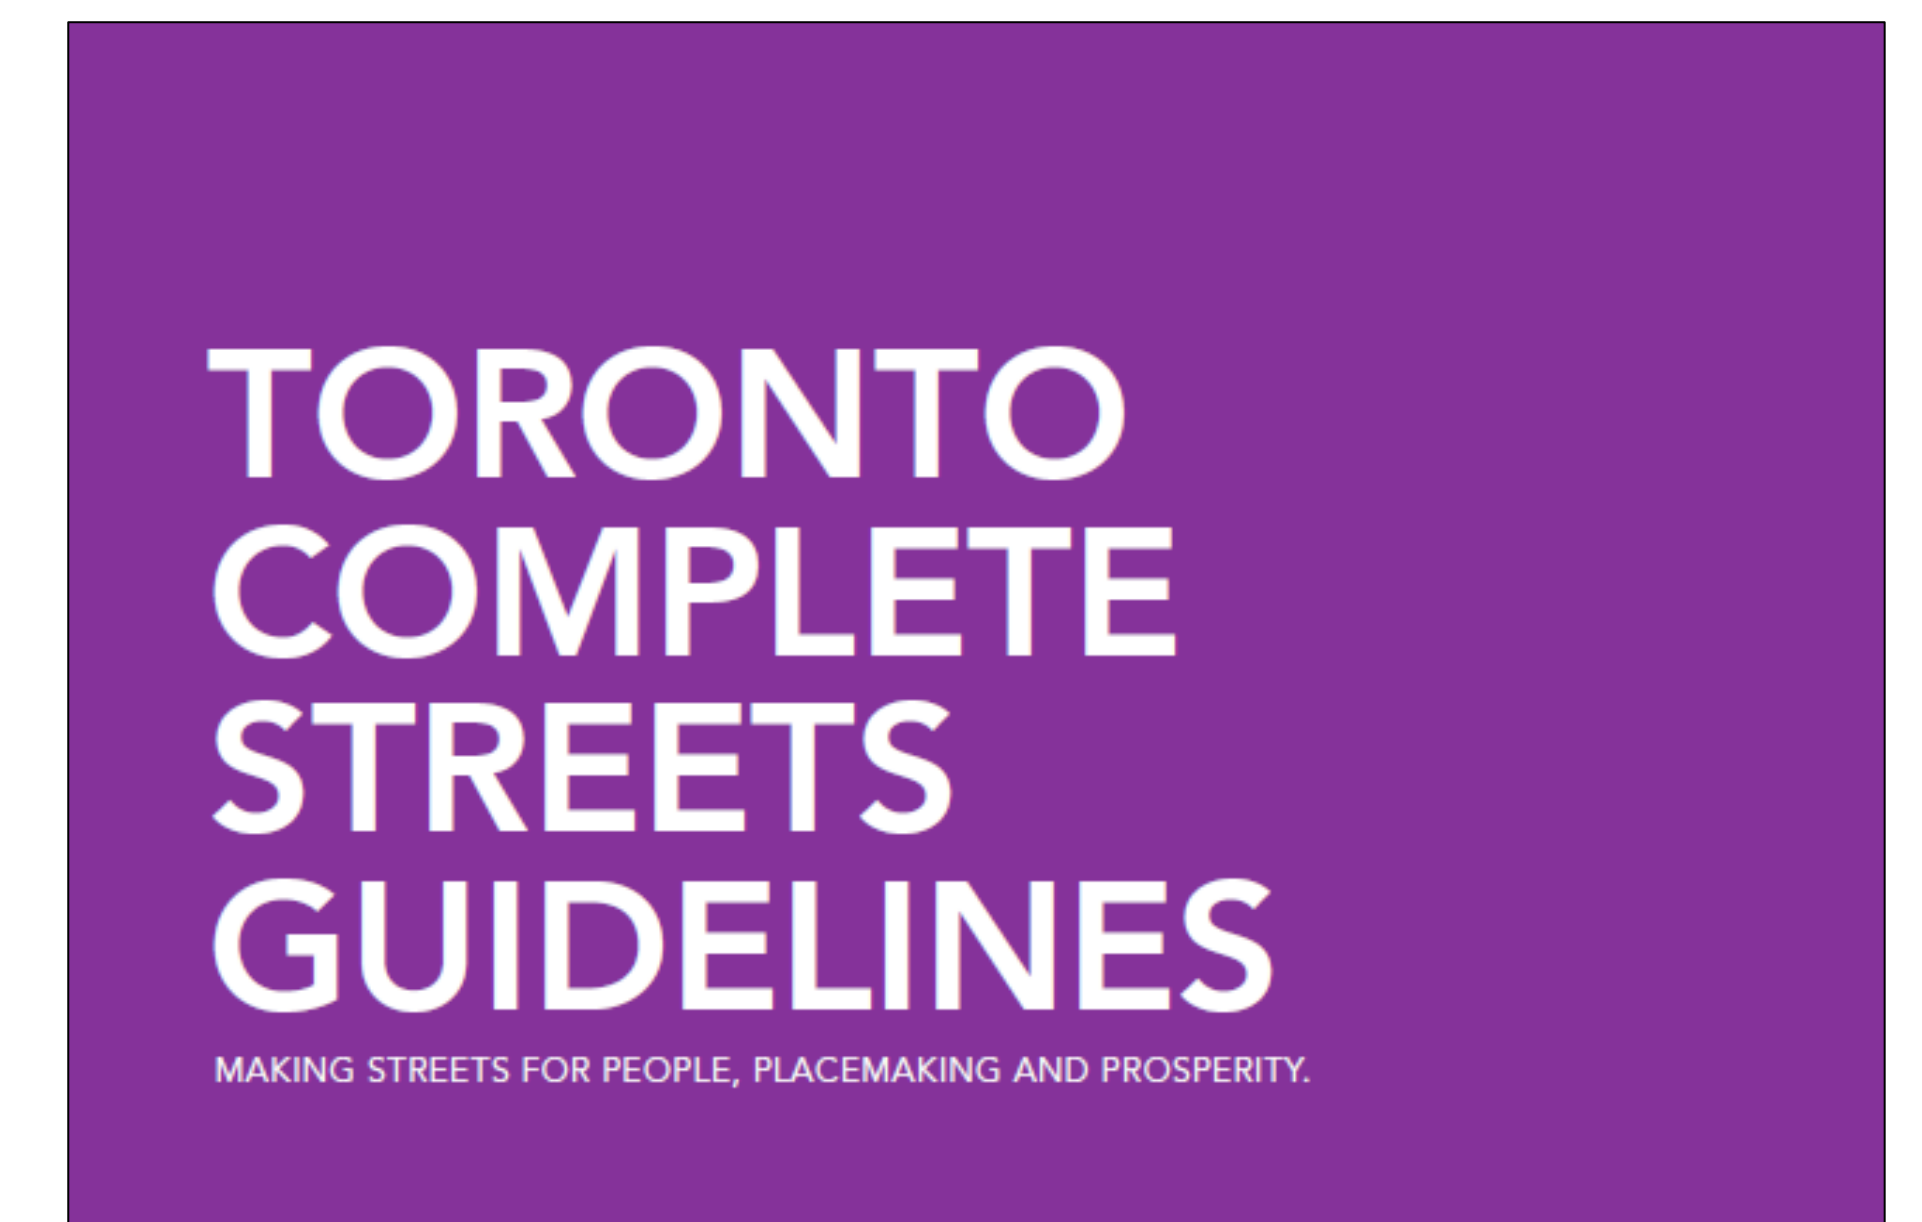 TORONTO
COMPLETE
STREETS
GUIDELINES
MAKING STREETS FOR PEOPLE, PLACEMAKING AND PROSPERITY.